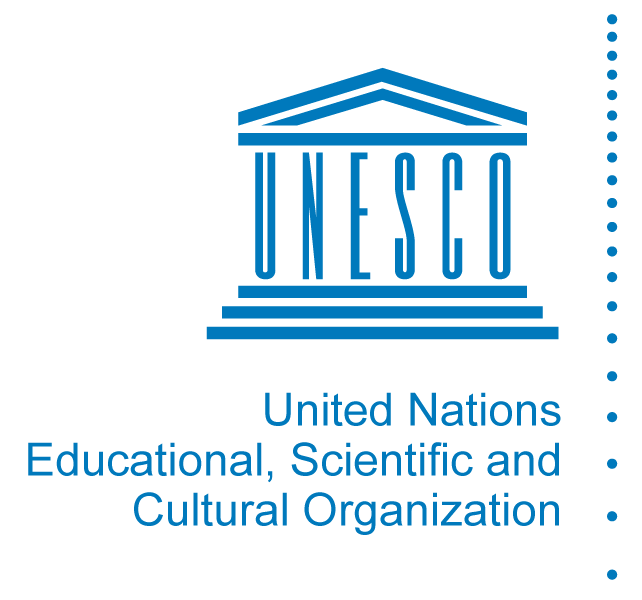 UNESCO
United Nations
Educational, Scientific and
Cultural Organization